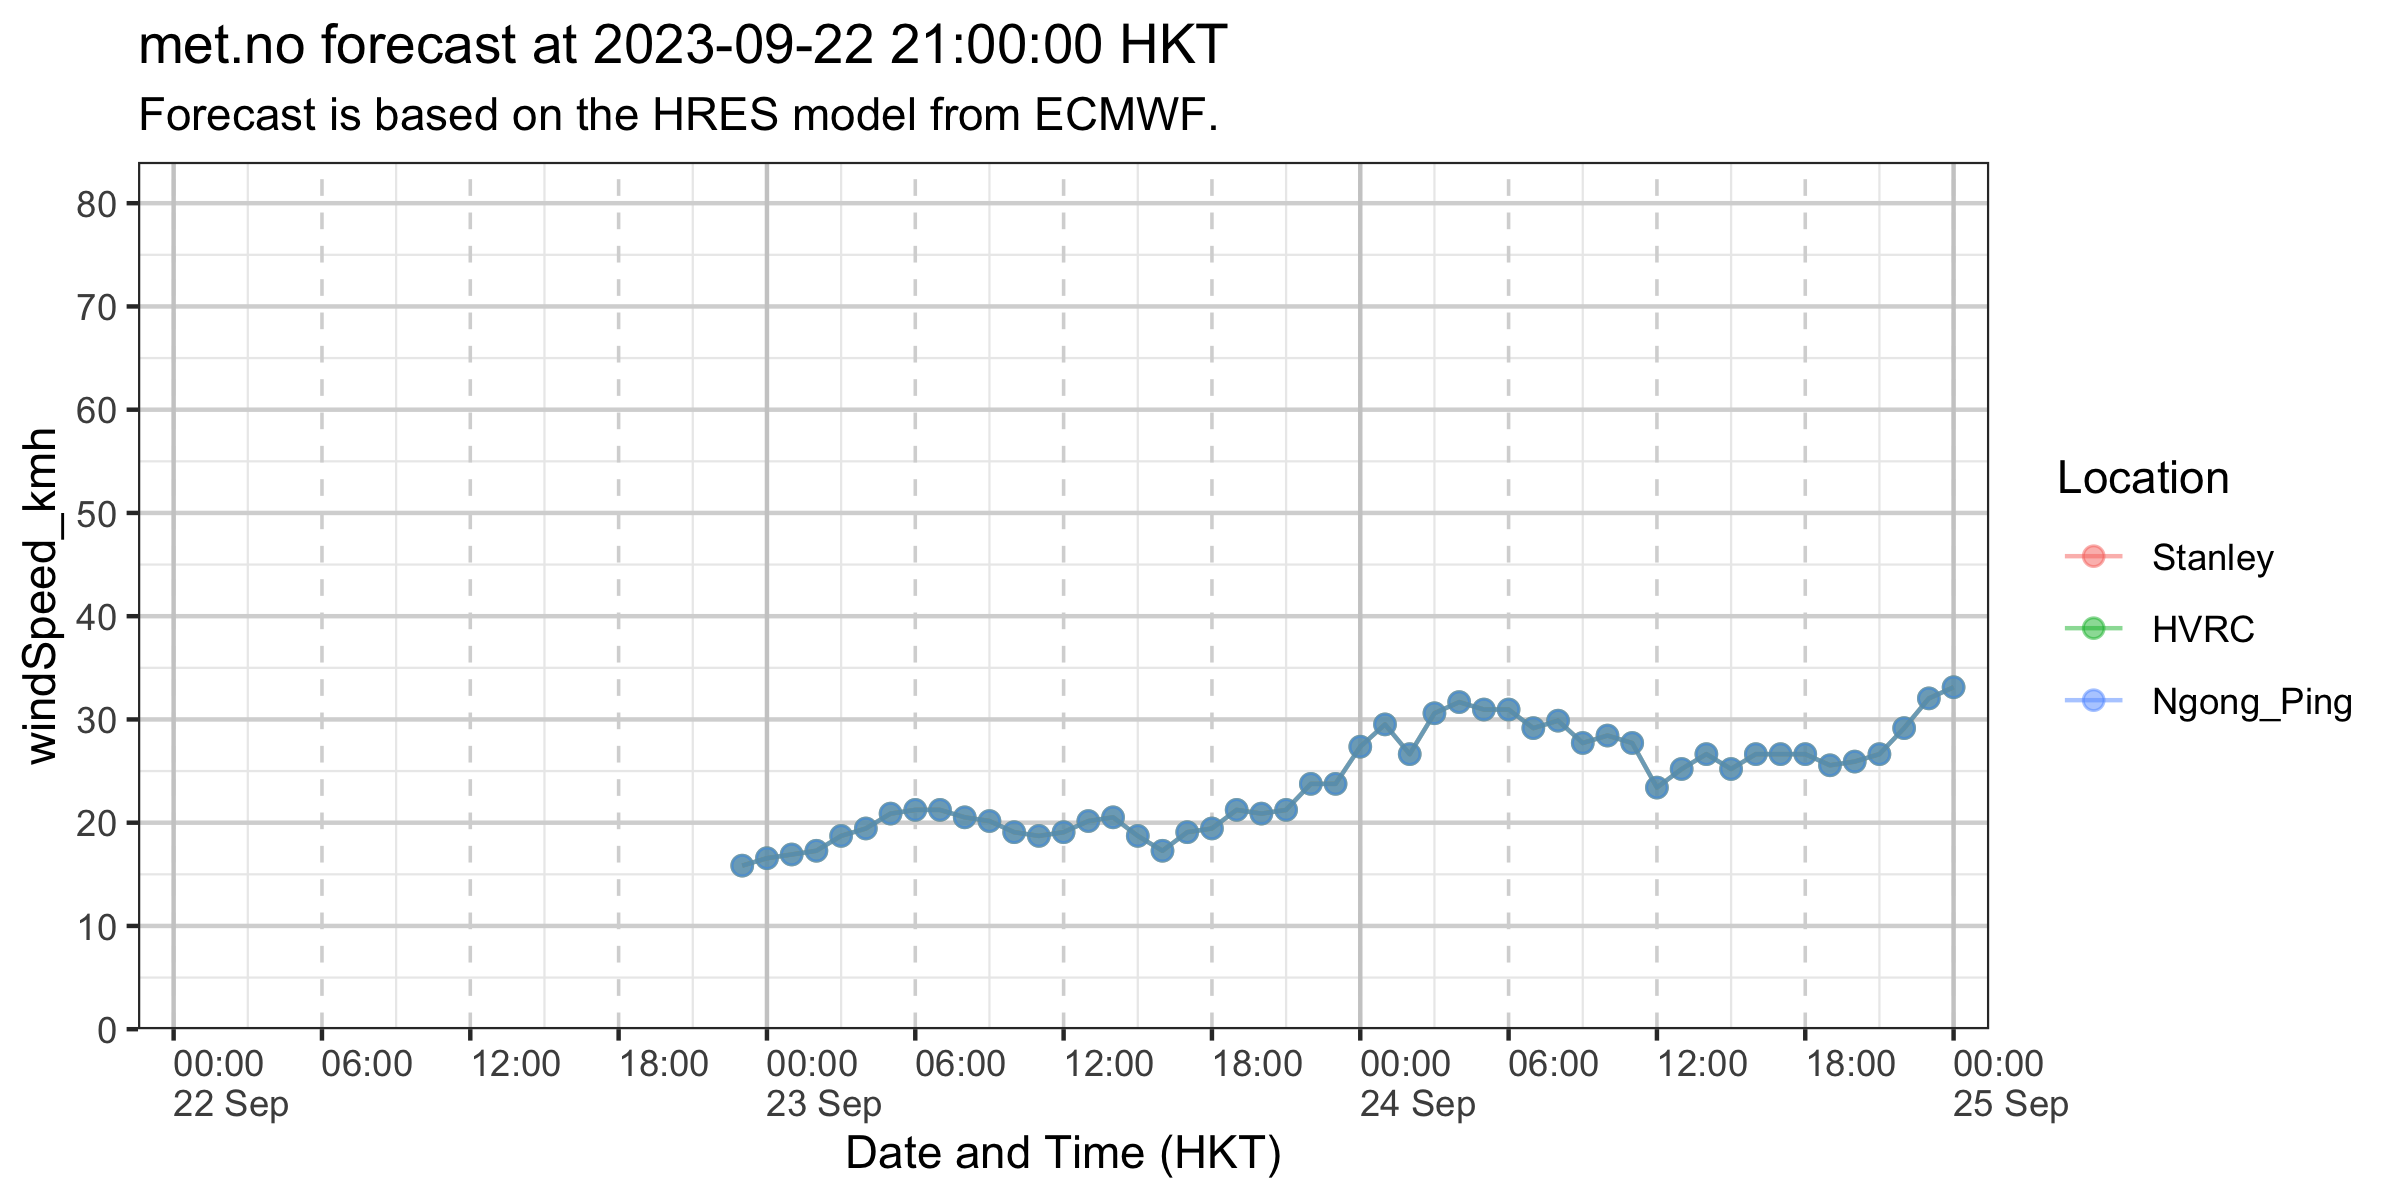 met.no forecast at 2023-09-22 21:00:00 HKT
Forecast is based on the HRES model from ECMWF.
windSpeed_kmh
80
70
60
50
40
30
20
10
0
00:00 06:00 12:00 18:00 00:00 06:00 12:00 18:00 00:00 06:00 12:00 18:00 00:00
22 Sep 23 Sep 24 Sep 25 Sep
Date and Time (HKT)
Location
Stanley
HVRC
Ngong_Ping